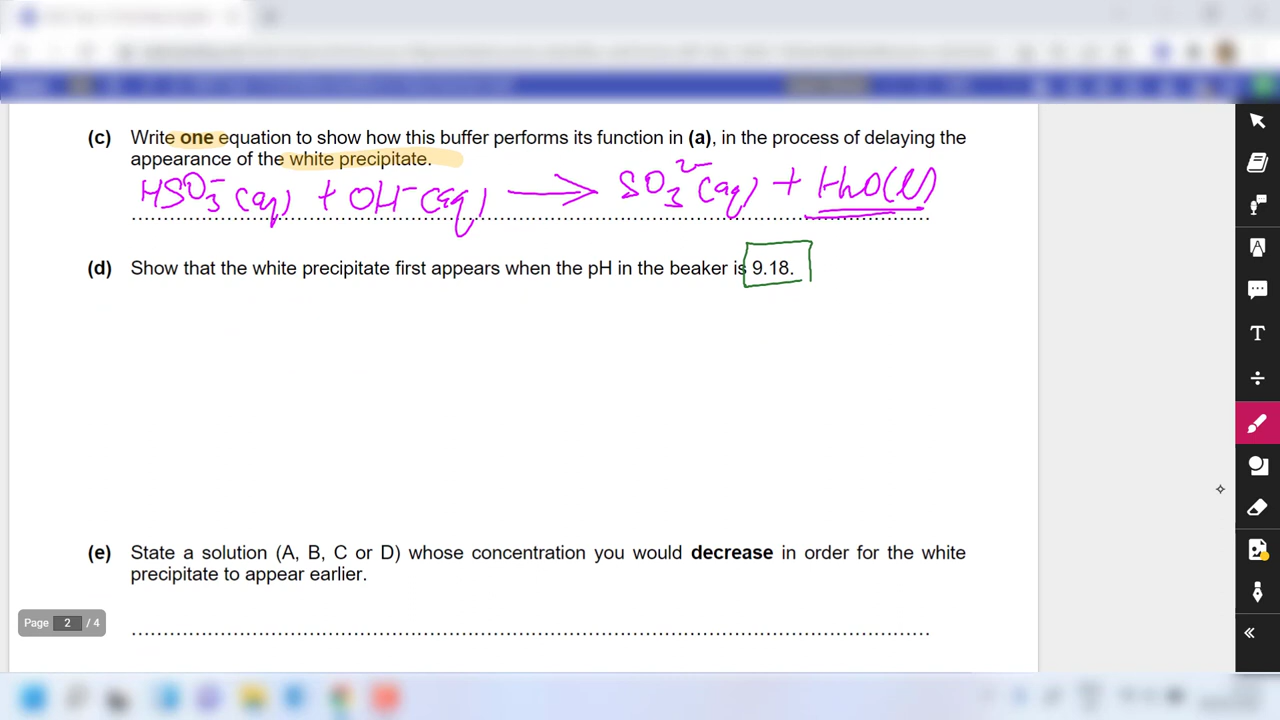 (c) Write one equation to show how this buffer performs its function in (a), in the process of delaying the
appearance of the white precipitate.
HSO₃⁻ (aq) + OH⁻ (aq) ⟶ SO₃²⁻ (aq) + H₂O(l)
(d) Show that the white precipitate first appears when the pH in the beaker is 9.18.
(e) State a solution (A, B, C or D) whose concentration you would decrease in order for the white
precipitate to appear earlier.
Page 2 / 4